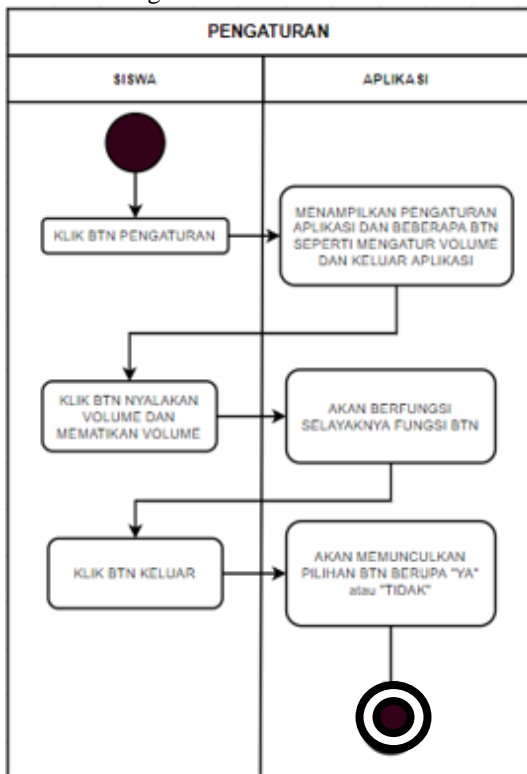 PENGATURAN
SISWA
APLIKASI
KLIK BTN PENGATURAN
MENAMPILKAN PENGATURAN
APLIKASI DAN BEBERAPA BTN
SEPERTI MENGATUR VOLUME
DAN KELUAR APLIKASI
KLIK BTN NYALAKAN
VOLUME DAN
MEMATIKAN VOLUME
AKAN BERFUNGSI
SELAYAKNYA FUNGSI BTN
KLIK BTN KELUAR
AKAN MEMUNCULKAN
PILIHAN BTN BERUPA "YA"
atau "TIDAK"